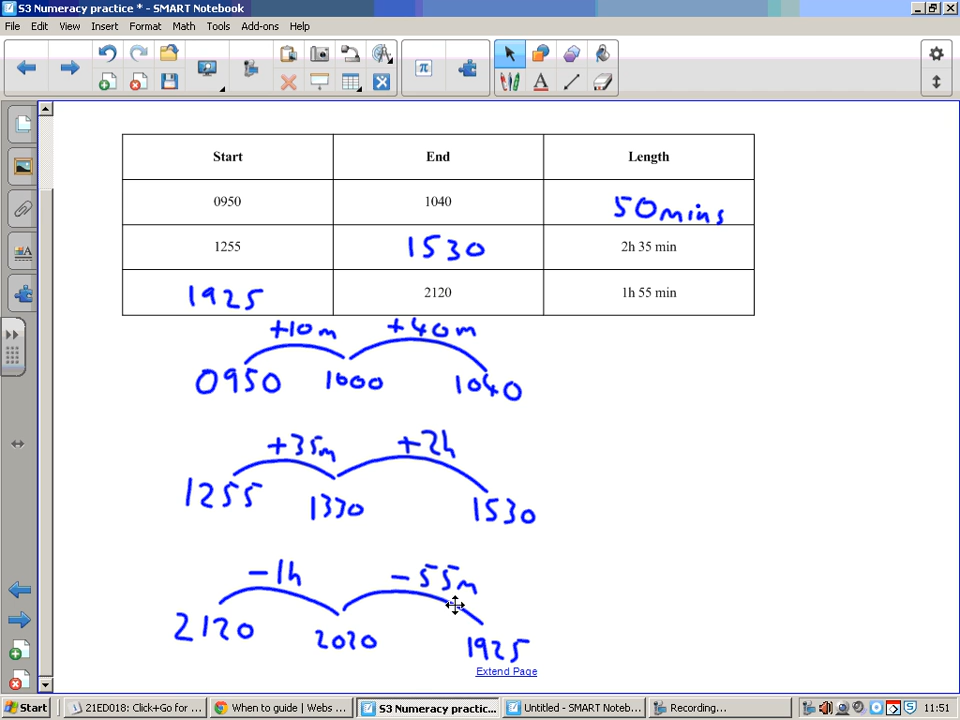 S3 Numeracy practice * - SMART Notebook
File Edit View Insert Format Math Tools Add-ons Help
Start End Length
0950 1040 50mins
1255 1530 2h 35 min
1925 2120 1h 55 min
+10m +40m
0950 1000 1040
+35m +2h
1255 1330 1530
-1h -55m
2120 2020 1925
Extend Page
Start 21ED018: Click+Go for ... When to guide | Webs ... S3 Numeracy practic... Untitled - SMART Noteb... Recording... 11:51